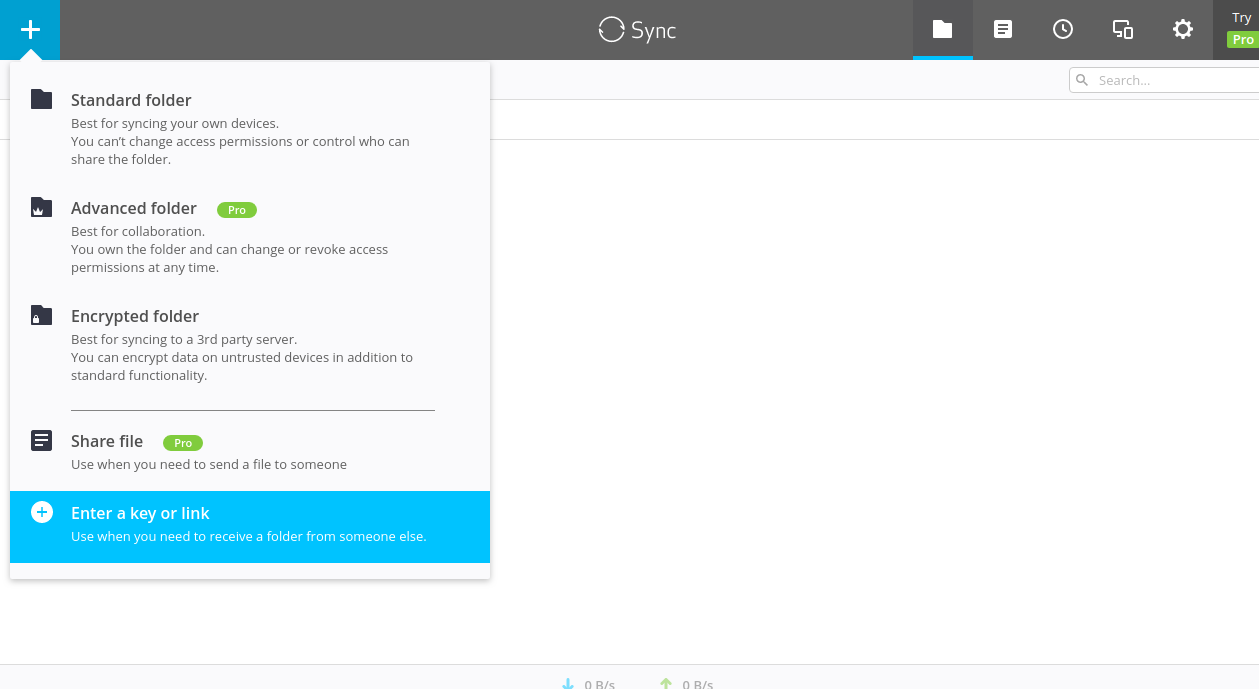 Sync
Try
Pro
Search...
Standard folder
Best for syncing your own devices.
You can't change access permissions or control who can
share the folder.
Advanced folder Pro
Best for collaboration.
You own the folder and can change or revoke access
permissions at any time.
Encrypted folder
Best for syncing to a 3rd party server.
You can encrypt data on untrusted devices in addition to
standard functionality.
Share file Pro
Use when you need to send a file to someone
Enter a key or link
Use when you need to receive a folder from someone else.
0 B/s 0 B/s